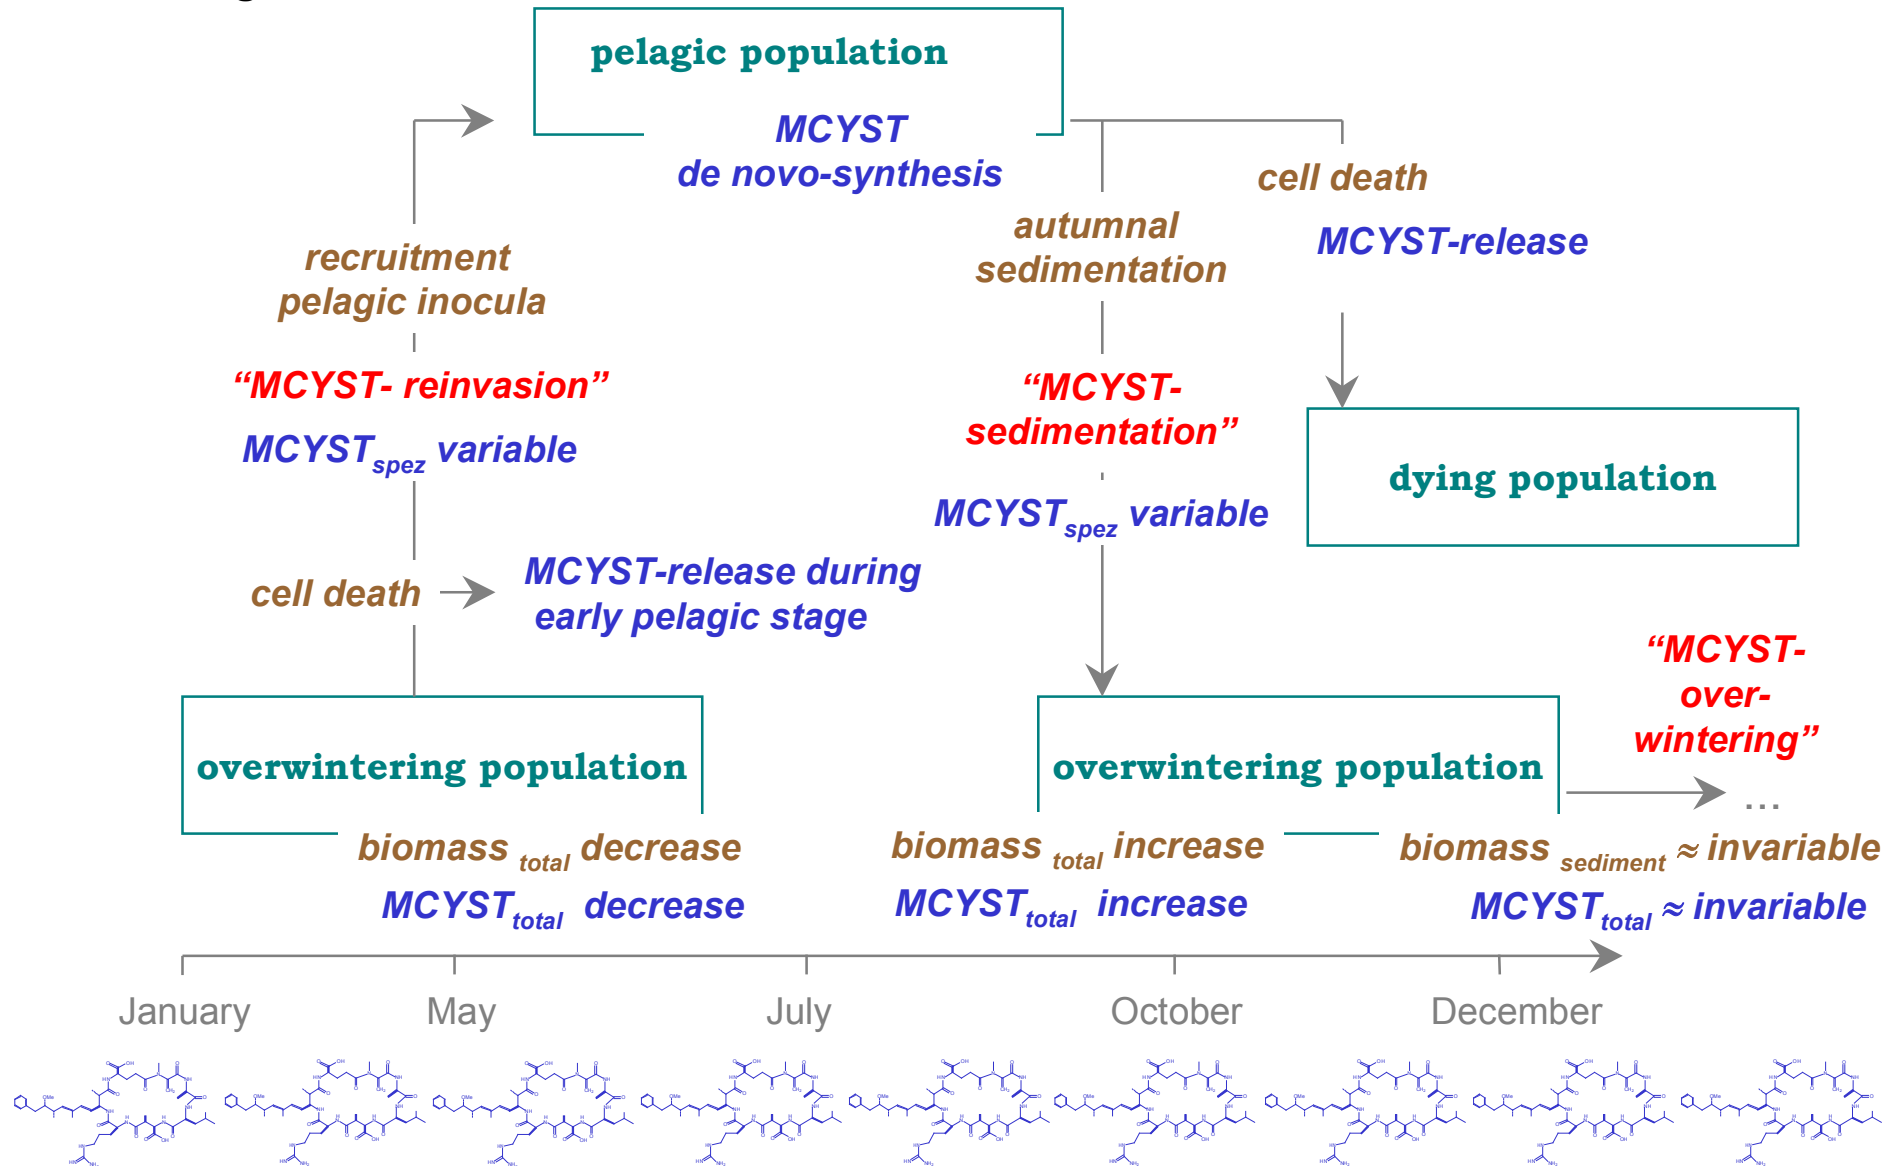 pelagic population
MCYST
de novo-synthesis
cell death
MCYST-release
autumnal
sedimentation
recruitment
pelagic inocula
“MCYST- reinvasion”
MCYSTspez variable
“MCYST-
sedimentation”
MCYSTspez variable
dying population
cell death
MCYST-release during
early pelagic stage
“MCYST-
over-
wintering”
overwintering population
overwintering population
...
biomass total decrease
MCYSTtotal decrease
biomass total increase
MCYSTtotal increase
biomass sediment ≈ invariable
MCYSTtotal ≈ invariable
January
May
July
October
December